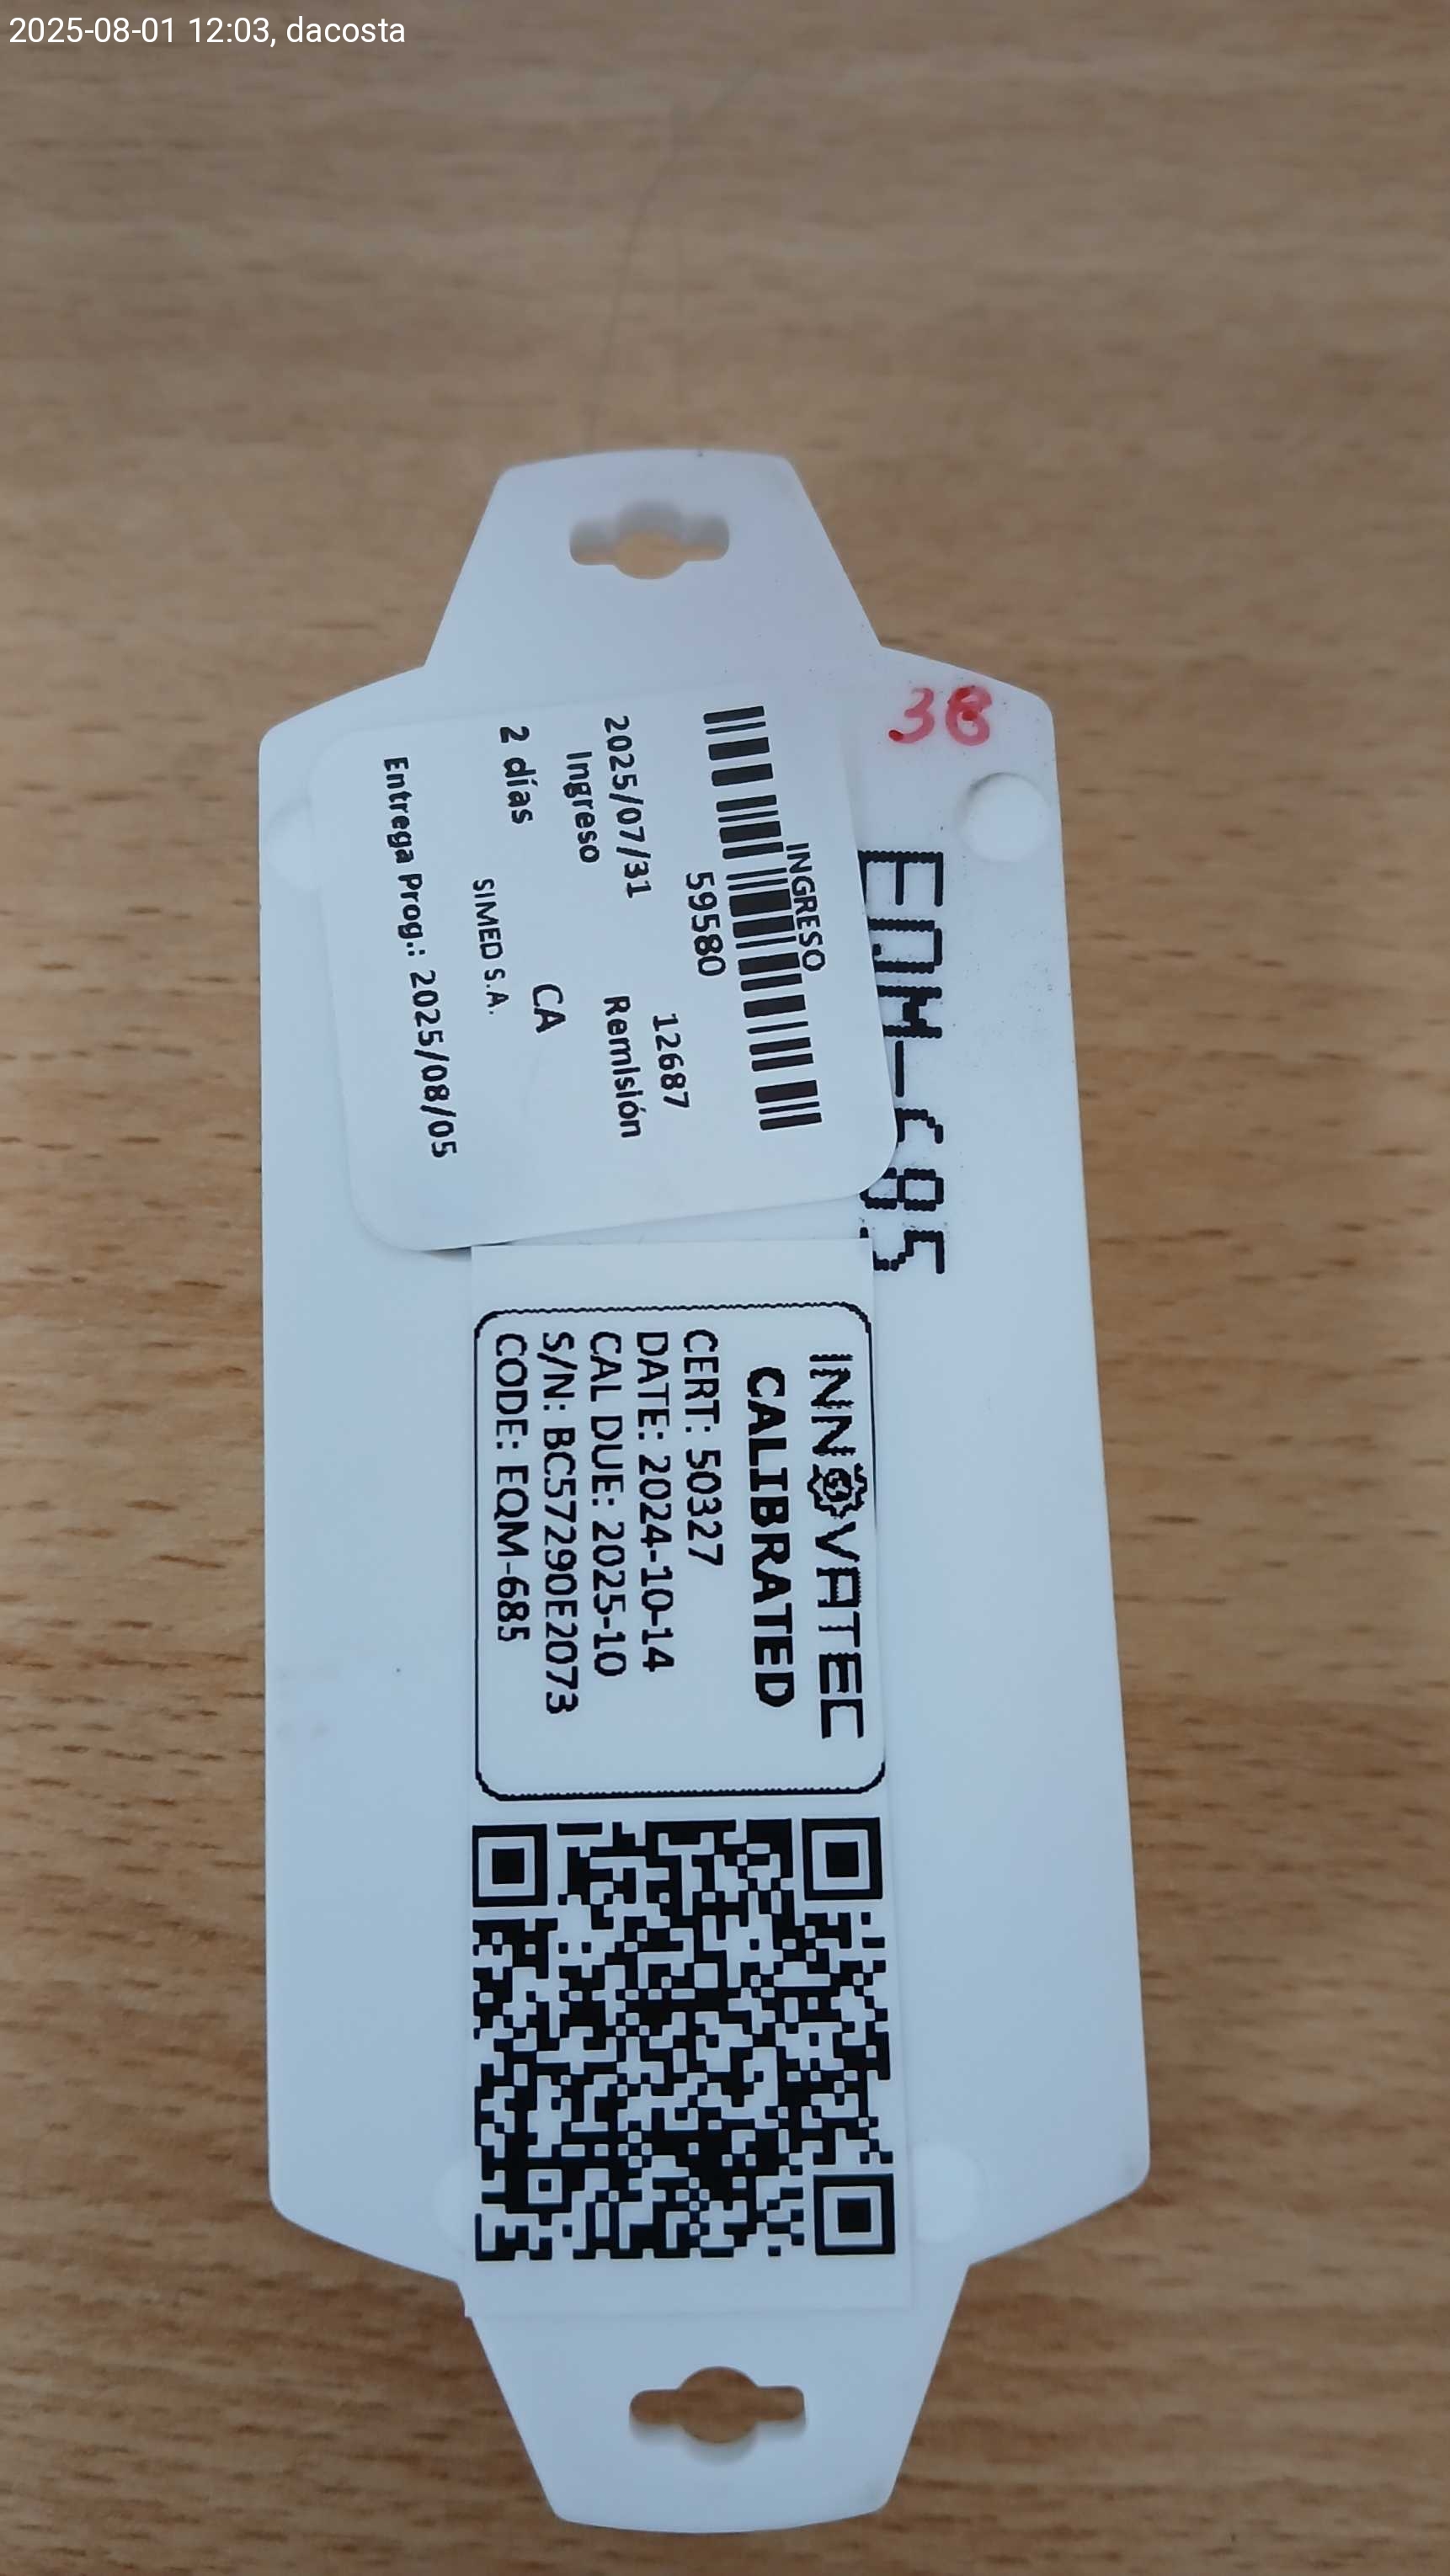 2025-08-01 12:03, dacosta
38
EQM-685
INGRESO
59580
12687
2025/07/31 Remisión
Ingreso
2 días CA
SIMED S.A.
Entrega Prog.: 2025/08/05
INNOVATEC
CALIBRATED
CERT: 50327
DATE: 2024-10-14
CAL DUE: 2025-10
S/N: BC57290E2073
CODE: EQM-685